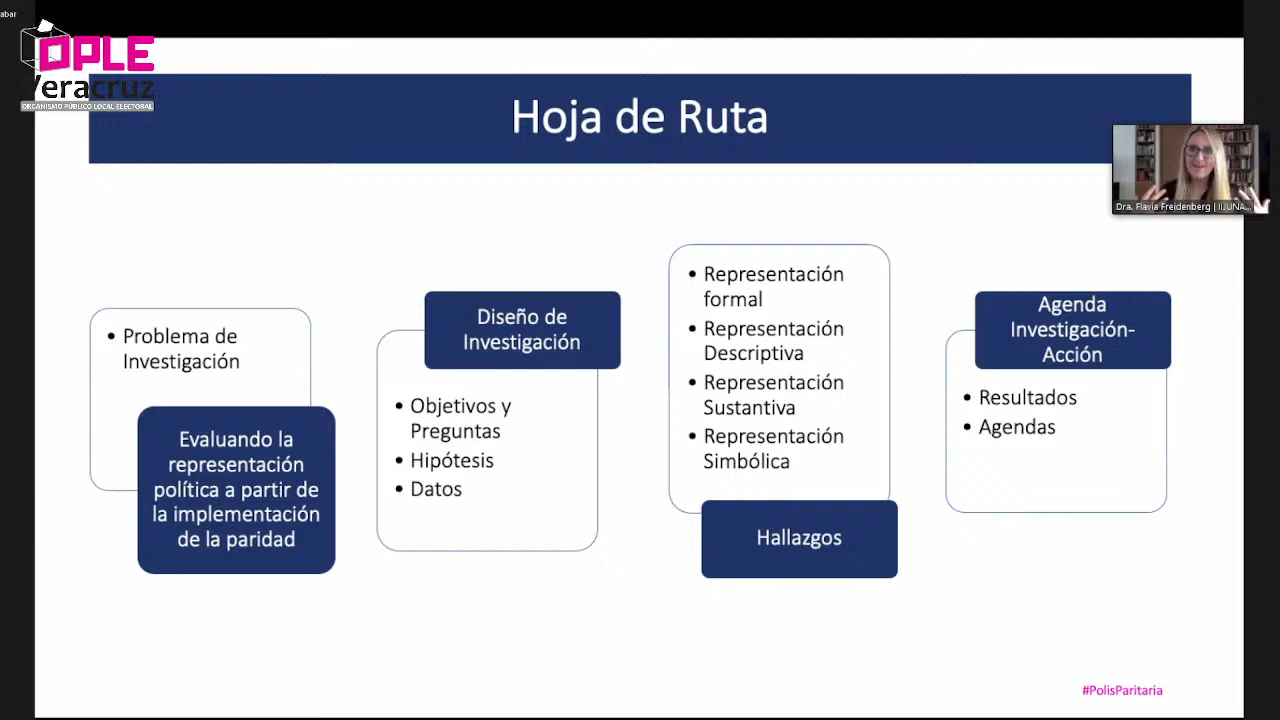 abar
OPLE
Veracruz
ORGANISMO PÚBLICO LOCAL ELECTORAL
Hoja de Ruta
Dra. Flavia Freidenberg | IIJUNA...
• Problema de
Investigación
Evaluando la
representación
política a partir de
la implementación
de la paridad
Diseño de
Investigación
• Objetivos y
Preguntas
• Hipótesis
• Datos
• Representación
formal
• Representación
Descriptiva
• Representación
Sustantiva
• Representación
Simbólica
Hallazgos
Agenda
Investigación-
Acción
• Resultados
• Agendas
#PolisParitaria